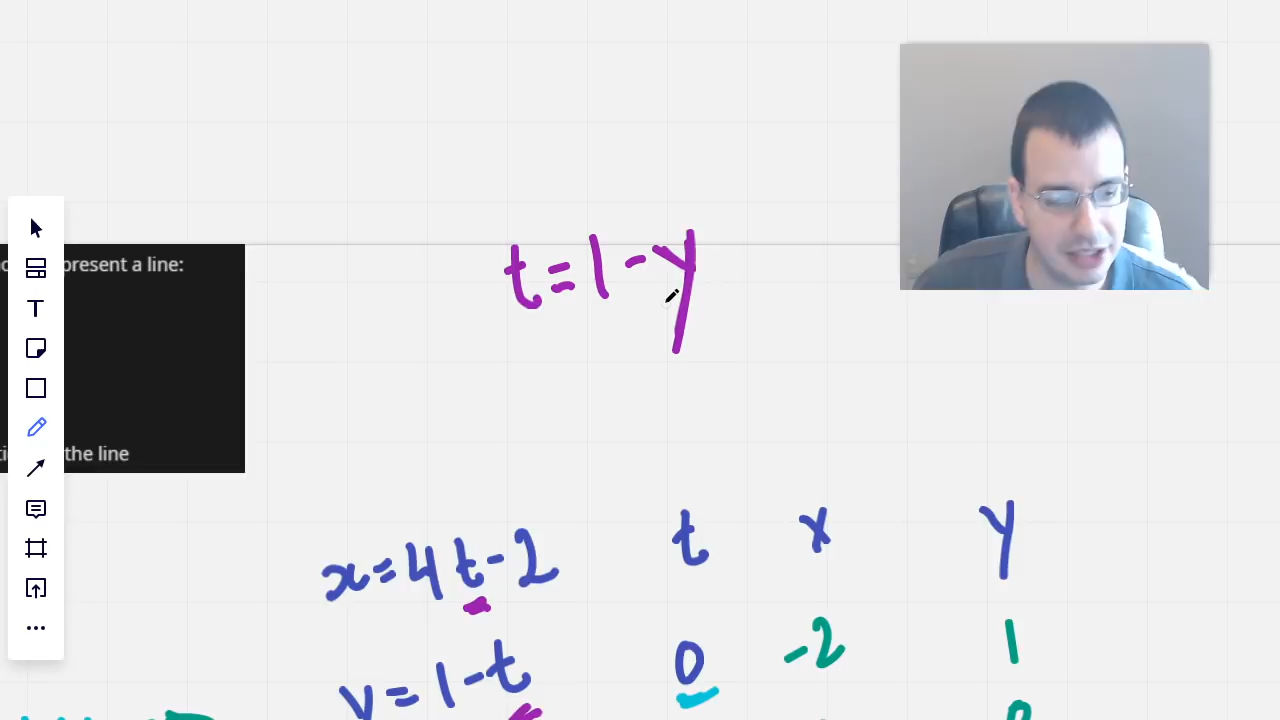 present a line:
the line
T
t = 1 - y
x = 4t - 2
y = 1 - t
t x y
0 -2 1